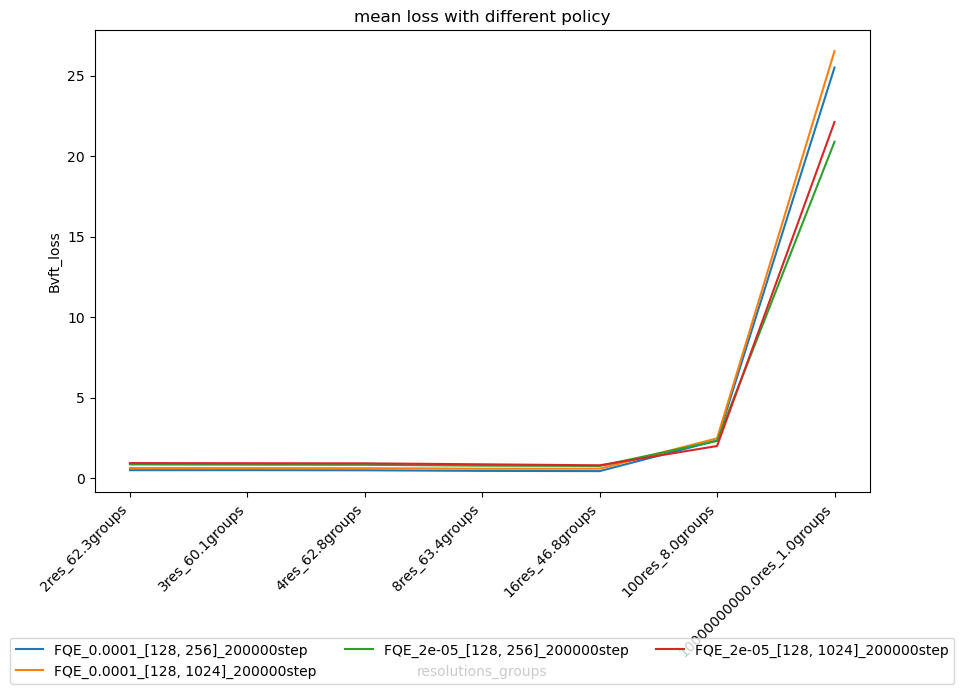 mean loss with different policy
Bvft_loss
25
20
15
10
5
0
2res_62.3groups
3res_60.1groups
4res_62.8groups
8res_63.4groups
16res_46.8groups
100res_8.0groups
10000000000.0res_1.0groups
resolutions_groups
FQE_0.0001_[128, 256]_200000step
FQE_0.0001_[128, 1024]_200000step
FQE_2e-05_[128, 256]_200000step
FQE_2e-05_[128, 1024]_200000step